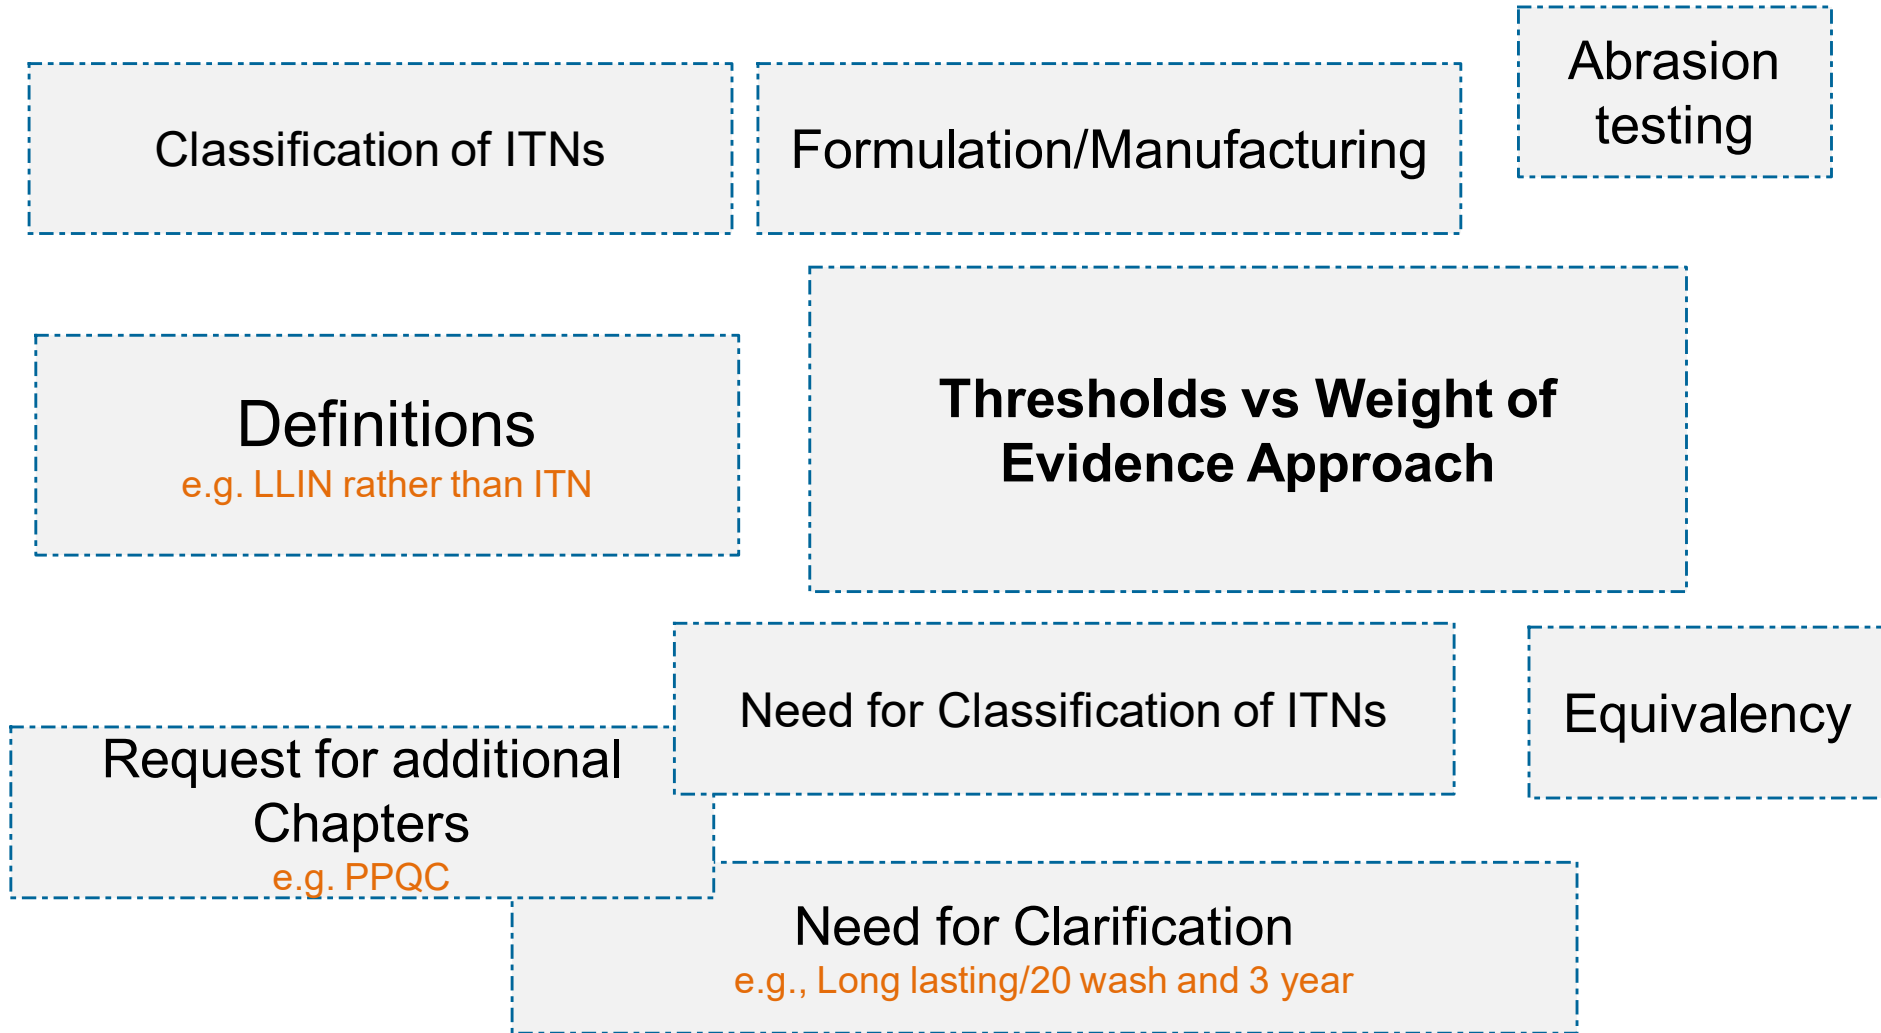 Classification of ITNs
Formulation/Manufacturing
Abrasion
testing
Definitions
e.g. LLIN rather than ITN
Thresholds vs Weight of
Evidence Approach
Need for Classification of ITNs
Equivalency
Request for additional
Chapters
e.g. PPQC
Need for Clarification
e.g., Long lasting/20 wash and 3 year